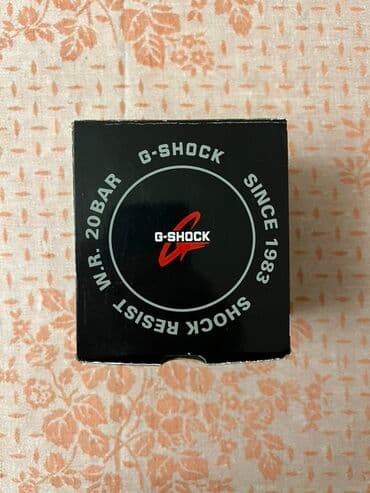 G-SHOCK
SINCE 1983
SHOCK RESIST
W.R. 20BAR
G-SHOCK